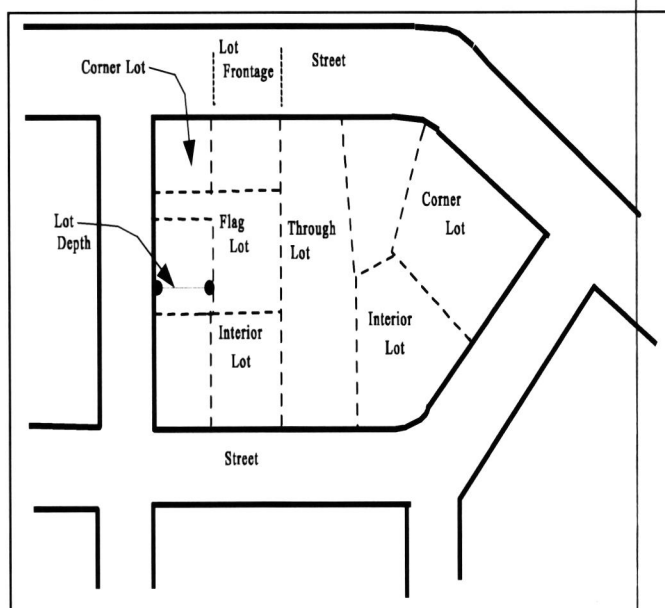 Lot
Frontage
Street
Corner Lot
Corner
Lot
Lot
Depth
Flag
Lot
Through
Lot
Interior
Lot
Interior
Lot
Street